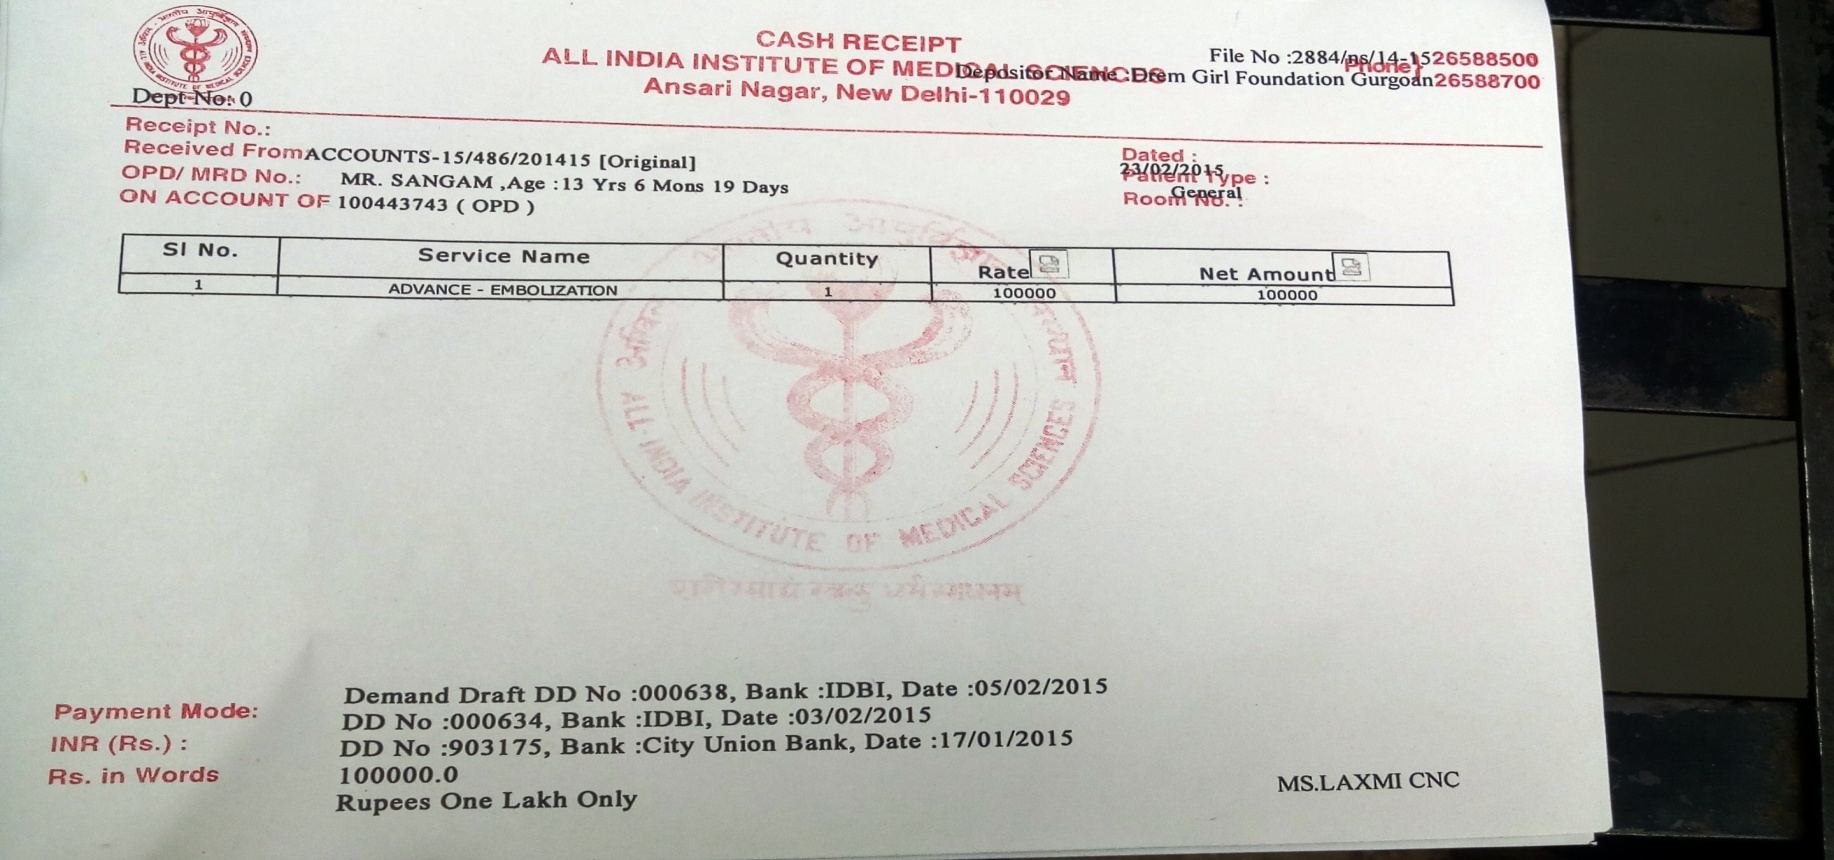 CASH RECEIPT
ALL INDIA INSTITUTE OF MEDICAL SCIENCES
Ansari Nagar, New Delhi-110029
File No :2884/ns/14-15
Phone: 26588500
26588700
Depositor Name :Drem Girl Foundation Gurgoan
Dept No: 0
Receipt No.:
Received From ACCOUNTS-15/486/201415 [Original]
OPD/ MRD No.: MR. SANGAM ,Age :13 Yrs 6 Mons 19 Days
ON ACCOUNT OF 100443743 ( OPD )
Dated :
23/02/2015
Patient Type :
General
Room No. :
Sl No. Service Name Quantity Rate Net Amount
1 ADVANCE - EMBOLIZATION 1 100000 100000
ALL INDIA INSTITUTE OF MEDICAL SCIENCES
Demand Draft DD No :000638, Bank :IDBI, Date :05/02/2015
Payment Mode: DD No :000634, Bank :IDBI, Date :03/02/2015
INR (Rs.) : DD No :903175, Bank :City Union Bank, Date :17/01/2015
Rs. in Words 100000.0
Rupees One Lakh Only
MS.LAXMI CNC